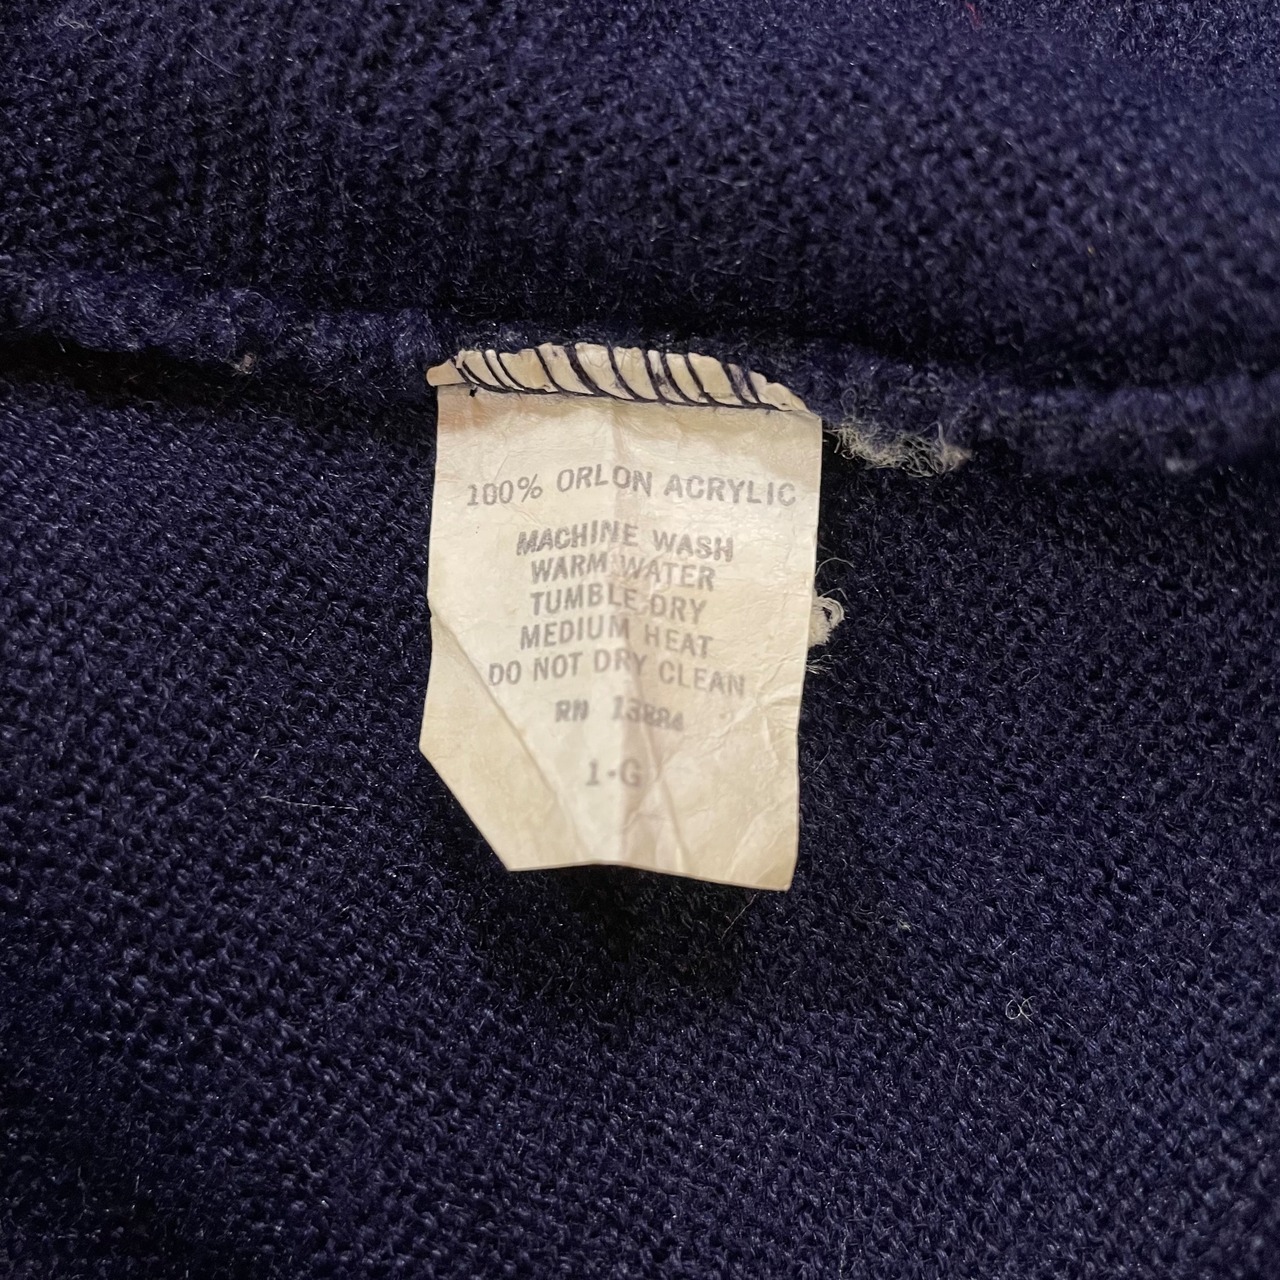 100% ORLON ACRYLIC
MACHINE WASH
WARM WATER
TUMBLE DRY
MEDIUM HEAT
DO NOT DRY CLEAN
RN 13884
1-G